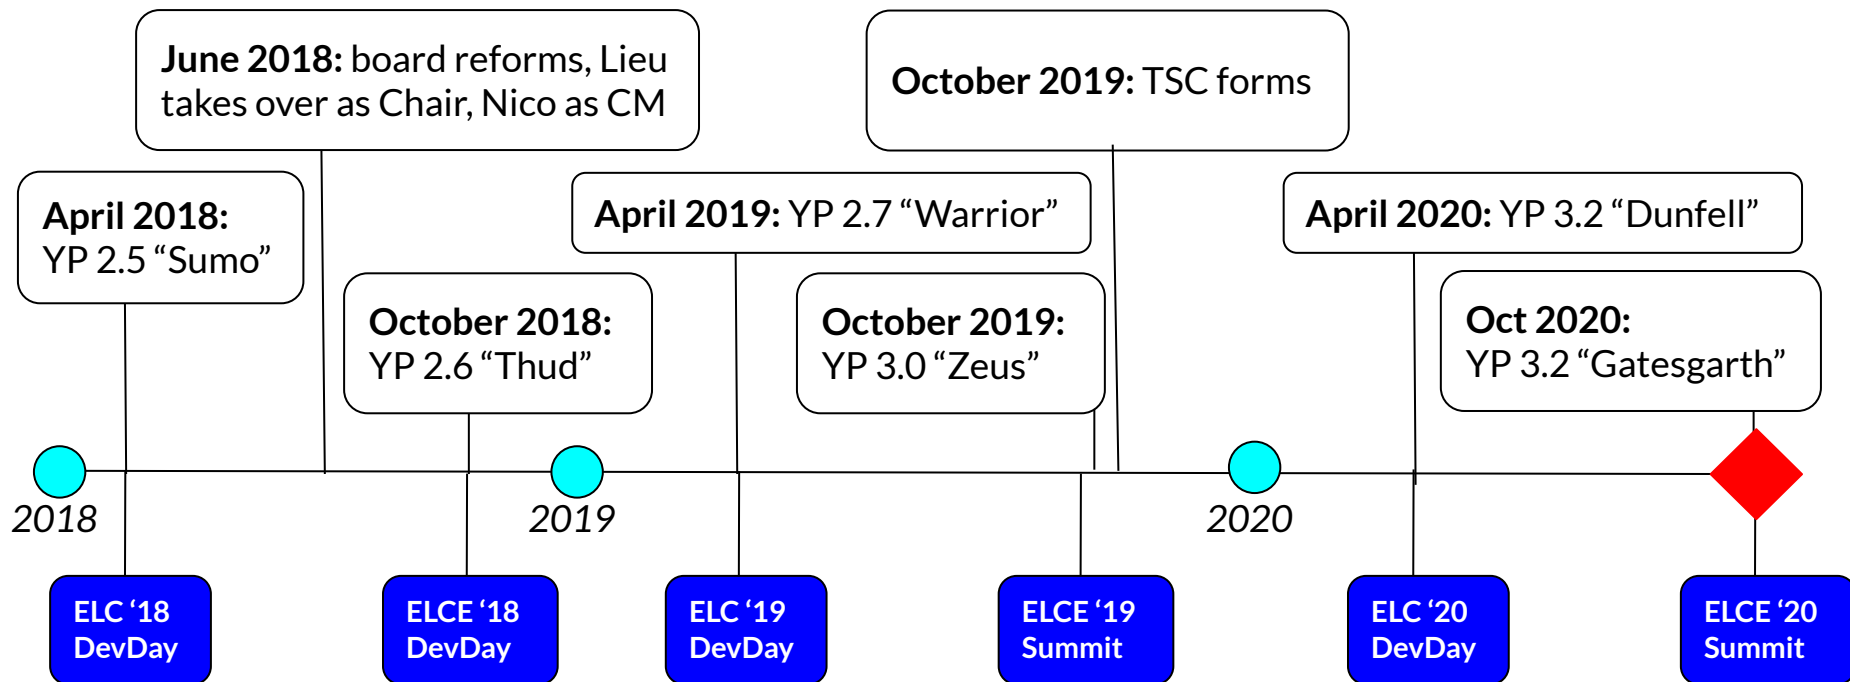 June 2018: board reforms, Lieu
takes over as Chair, Nico as CM
October 2019: TSC forms
April 2018:
YP 2.5 “Sumo”
April 2019: YP 2.7 “Warrior”
April 2020: YP 3.2 “Dunfell”
October 2018:
YP 2.6 “Thud”
October 2019:
YP 3.0 “Zeus”
Oct 2020:
YP 3.2 “Gatesgarth”
2018
2019
2020
ELC ‘18
DevDay
ELCE ‘18
DevDay
ELC ‘19
DevDay
ELCE ‘19
Summit
ELC ‘20
DevDay
ELCE ‘20
Summit